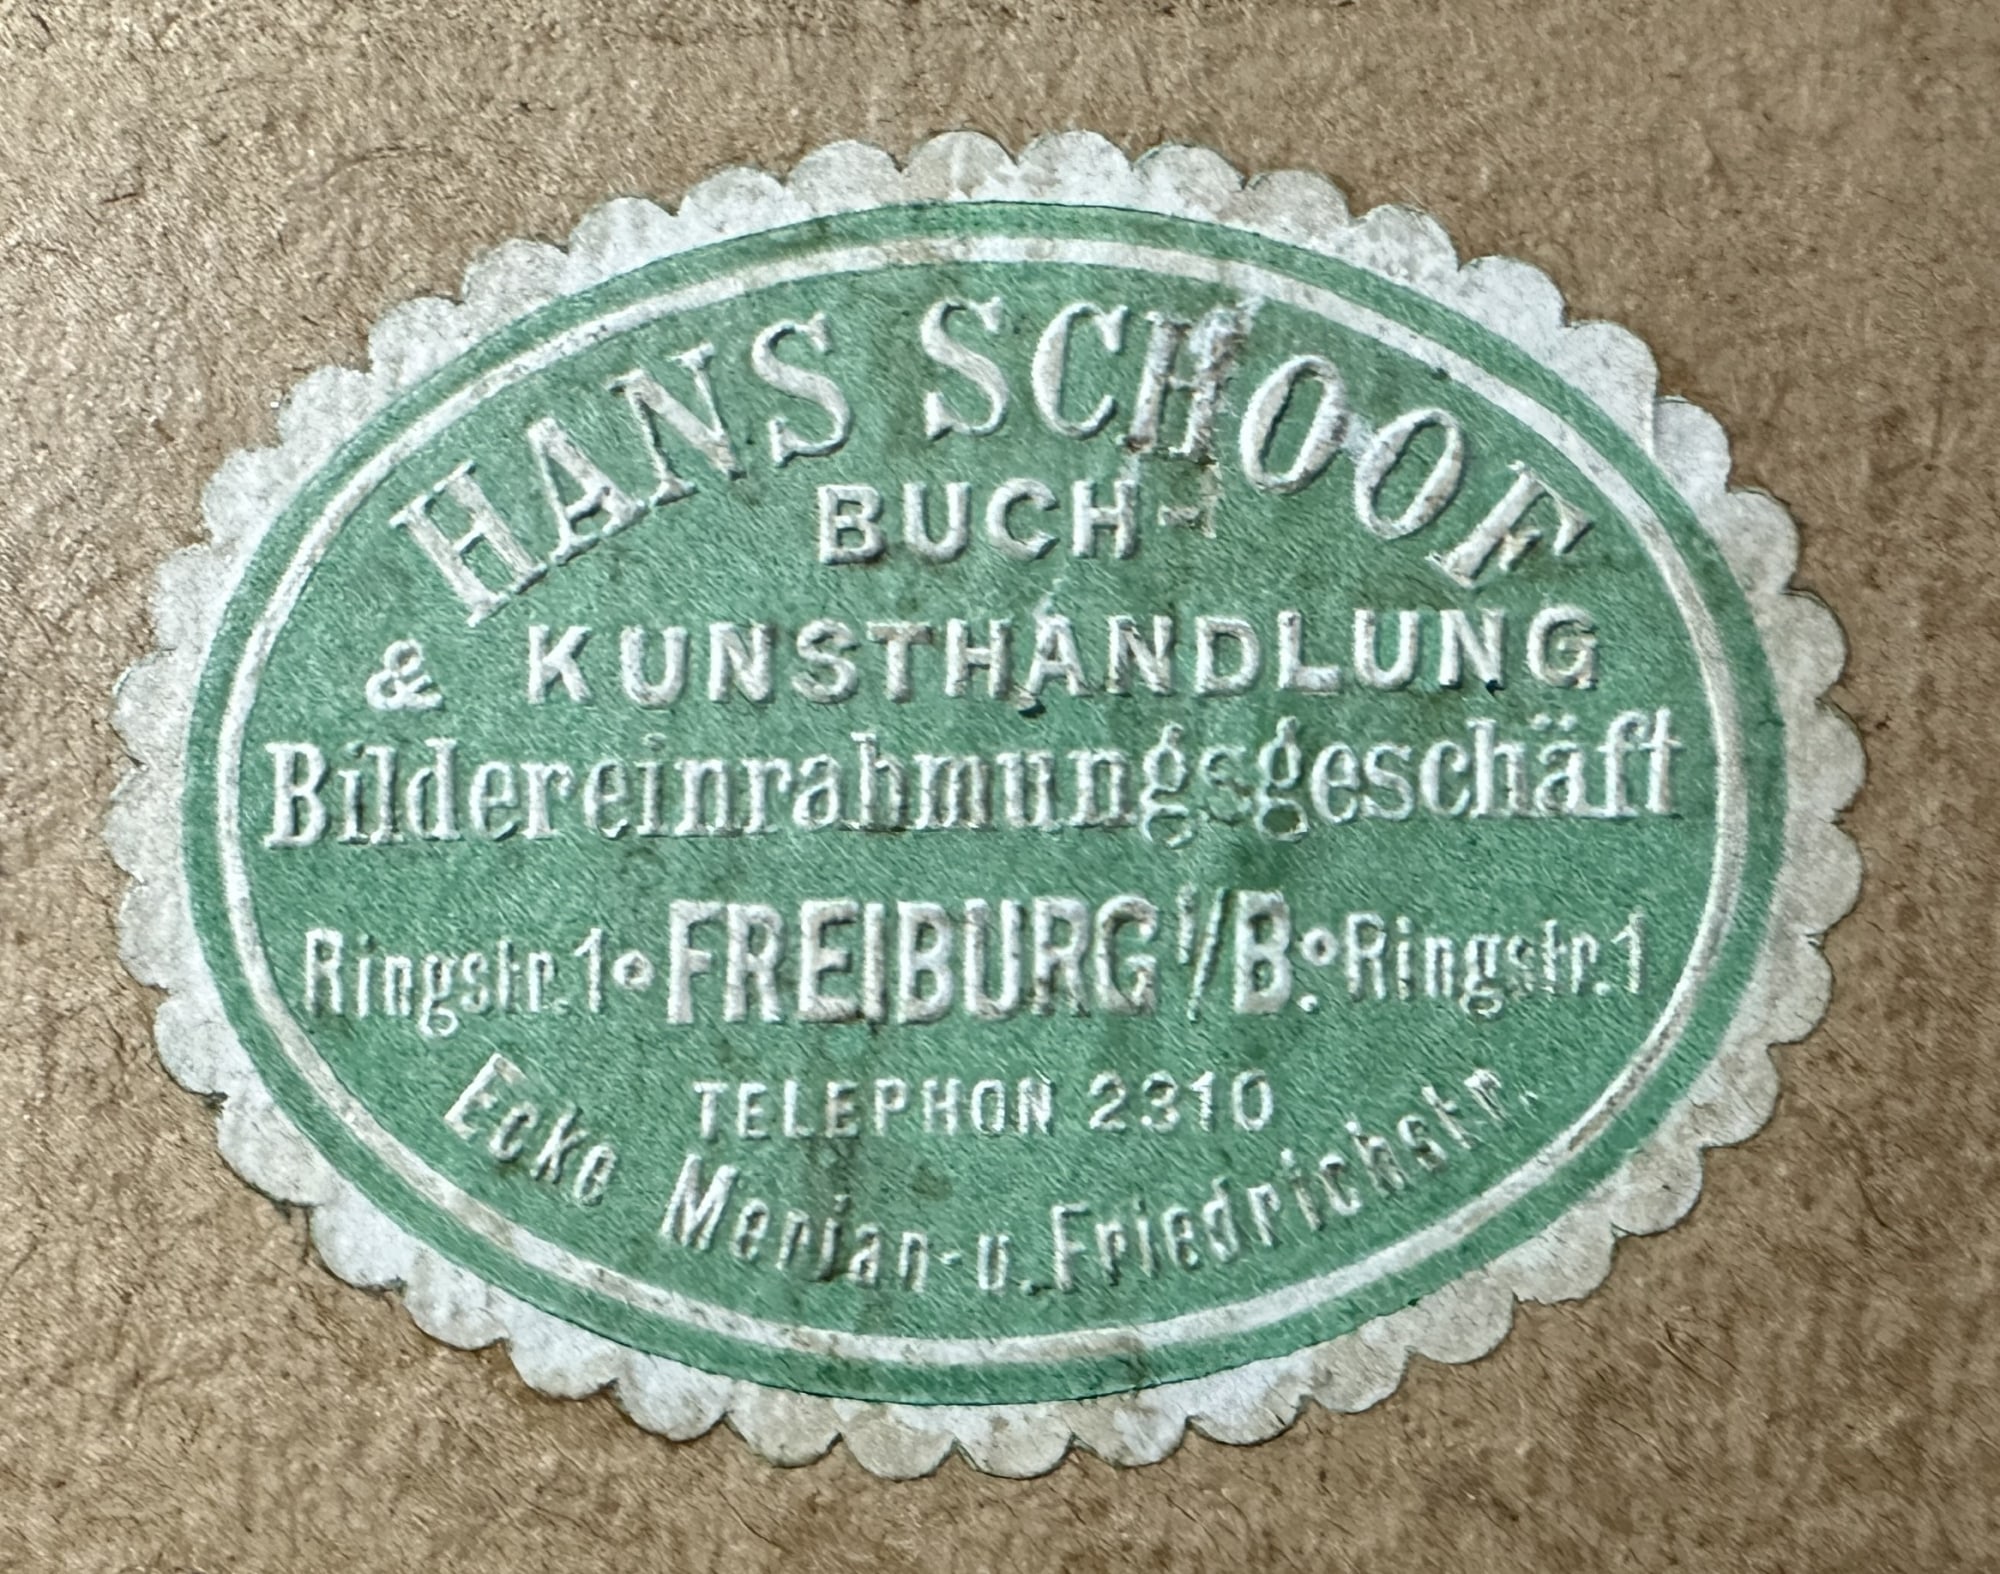 HANS SCHOOF
BUCH-
& KUNSTHANDLUNG
Bildereinrahmungsgeschäft
Ringstr. 1 • FREIBURG i/B. • Ringstr. 1
TELEPHON 2310
Ecke Merian- u. Friedrichstr.